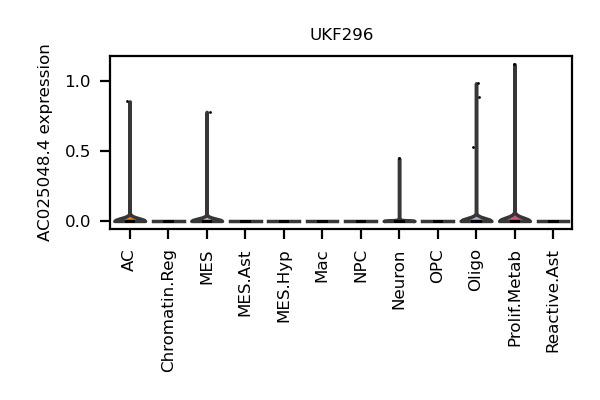 UKF296
AC025048.4 expression
1.0
0.5
0.0
AC
Chromatin.Reg
MES
MES.Ast
MES.Hyp
Mac
NPC
Neuron
OPC
Oligo
Prolif.Metab
Reactive.Ast